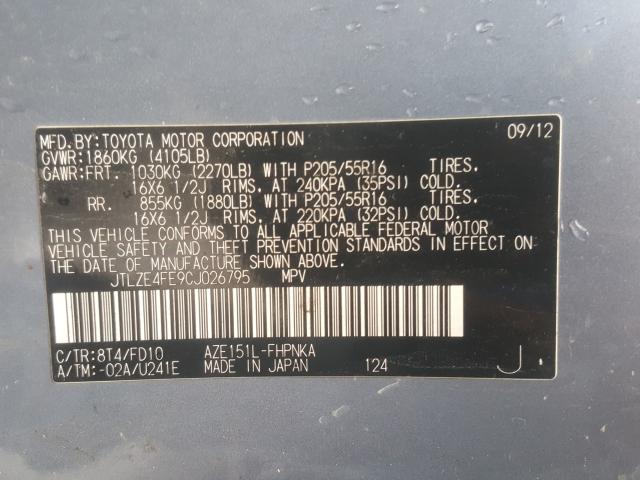 MFD.BY:TOYOTA MOTOR CORPORATION 09/12
GVWR:1860KG (4105LB)
GAWR:FRT. 1030KG (2270LB) WITH P205/55R16 TIRES.
16X6 1/2J RIMS. AT 240KPA (35PSI) COLD.
RR. 855KG (1880LB) WITH P205/55R16 TIRES.
16X6 1/2J RIMS. AT 220KPA (32PSI) COLD.
THIS VEHICLE CONFORMS TO ALL APPLICABLE FEDERAL MOTOR
VEHICLE SAFETY AND THEFT PREVENTION STANDARDS IN EFFECT ON
THE DATE OF MANUFACTURE SHOWN ABOVE.
JTLZE4FE9CJ026795 MPV
C/TR:8T4/FD10 AZE151L-FHPNKA
A/TM:-02A/U241E MADE IN JAPAN 124 J